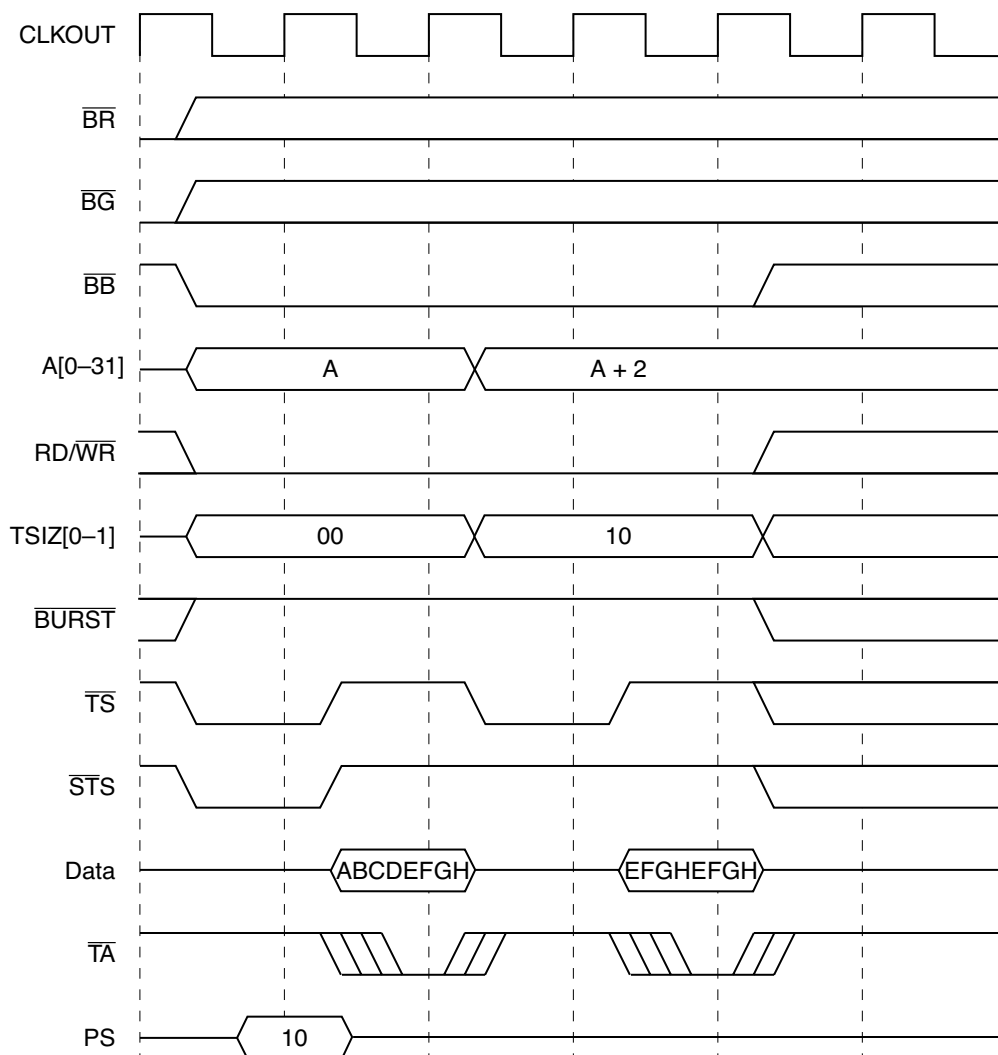 CLKOUT
BR
BG
BB
A[0–31] A A + 2
RD/WR
TSIZ[0–1] 00 10
BURST
TS
STS
Data ABCDEFGH EFGHEFGH
TA
PS 10